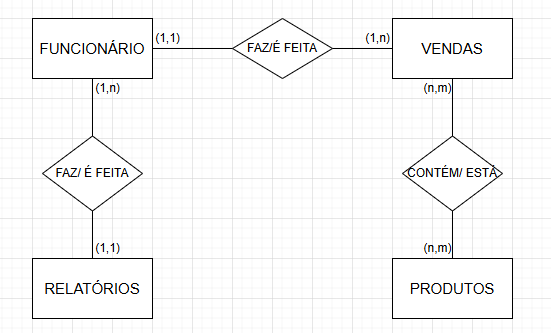 FUNCIONÁRIO
(1,1)
FAZ/É FEITA
(1,n)
VENDAS
(1,n)
(n,m)
FAZ/ É FEITA
CONTÉM/ ESTÁ
(1,1)
(n,m)
RELATÓRIOS
PRODUTOS